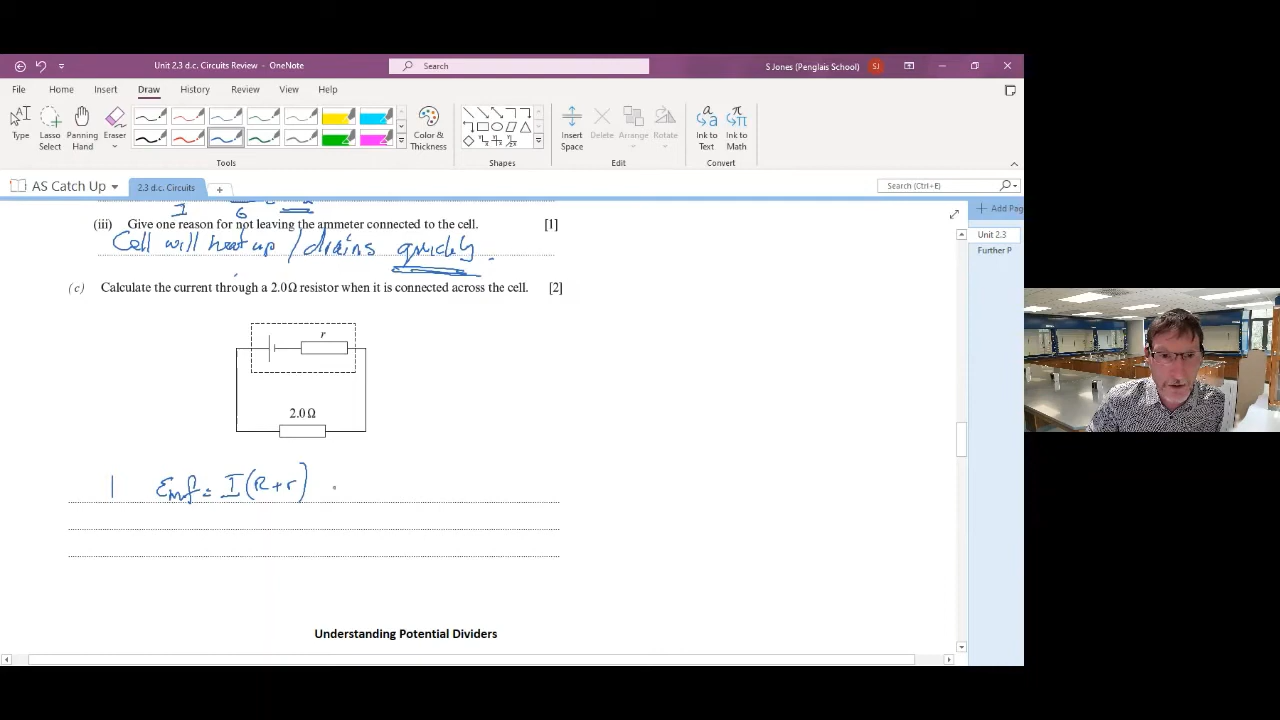 Unit 2.3 d.c. Circuits Review - OneNote
Search
S Jones (Penglais School)
SJ
File Home Insert Draw History Review View Help
Type
Lasso Select
Panning Hand
Eraser
Color & Thickness
Insert Space
Delete
Arrange
Rotate
Ink to Text
Ink to Math
Tools
Shapes
Edit
Convert
AS Catch Up
2.3 d.c. Circuits
Search (Ctrl+E)
Add Pag
Unit 2.3
Further P
I
6
(iii) Give one reason for not leaving the ammeter connected to the cell. [1]
Cell will heat up / drains quickly.
(c) Calculate the current through a 2.0 Ω resistor when it is connected across the cell. [2]
r
2.0 Ω
Emf = I(R+r)
Understanding Potential Dividers